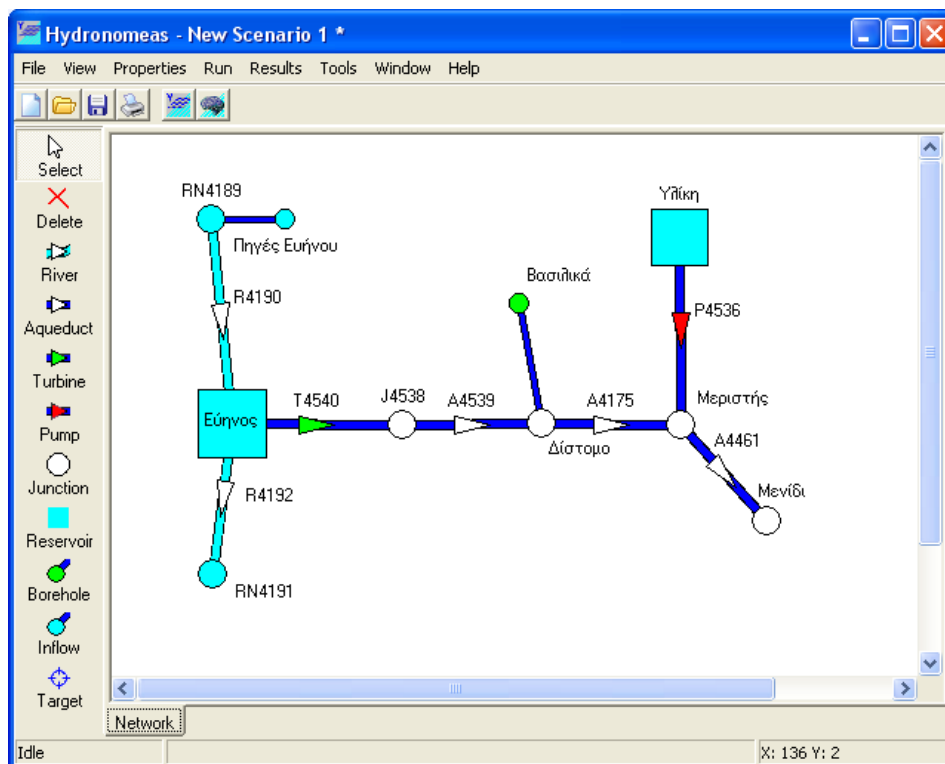 Hydronomeas - New Scenario 1 *
File View Properties Run Results Tools Window Help
Select
Delete
River
Aqueduct
Turbine
Pump
Junction
Reservoir
Borehole
Inflow
Target
RN4189
Πηγές Ευήνου
R4190
Εύηνος
R4192
RN4191
T4540
J4538
A4539
Βασιλικά
Δίστομο
A4175
Υλίκη
P4536
Μεριστής
A4461
Μενίδι
Network
Idle
X: 136 Y: 2